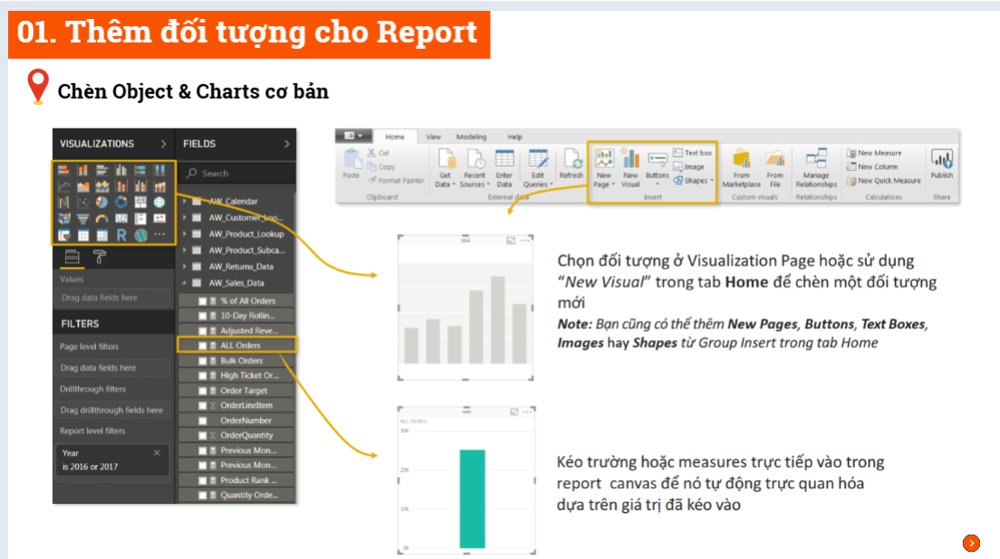 01. Thêm đối tượng cho Report
Chèn Object & Charts cơ bản
VISUALIZATIONS
FIELDS
Search
AW_Calendar
AW_Customer_Loo...
AW_Product_Lookup
AW_Product_Subca...
AW_Returns_Data
AW_Sales_Data
% of All Orders
10-Day Rollin...
Adjusted Reve...
ALL Orders
Bulk Orders
High Ticket Or...
Order Target
OrderLineItem
OrderNumber
OrderQuantity
Previous Mon...
Previous Mon...
Product Rank ...
Quantity Orde...
R
Values
Drag data fields here
FILTERS
Page level filters
Drag data fields here
Drillthrough filters
Drag drillthrough fields here
Report level filters
Year
is 2016 or 2017
Home View Modeling Help
Paste
Cut
Copy
Format Painter
Clipboard
Get Data
Recent Sources
Enter Data
Edit Queries
Refresh
External data
New Page
New Visual
Buttons
Text box
Image
Shapes
Insert
From Marketplace
From File
Custom visuals
Manage Relationships
Relationships
New Measure
New Column
New Quick Measure
Calculations
Publish
Share
Chọn đối tượng ở Visualization Page hoặc sử dụng
“New Visual” trong tab Home để chèn một đối tượng
mới
Note: Bạn cũng có thể thêm New Pages, Buttons, Text Boxes,
Images hay Shapes từ Group Insert trong tab Home
ALL Orders
30K
20K
10K
0K
Kéo trường hoặc measures trực tiếp vào trong
report canvas để nó tự động trực quan hóa
dựa trên giá trị đã kéo vào